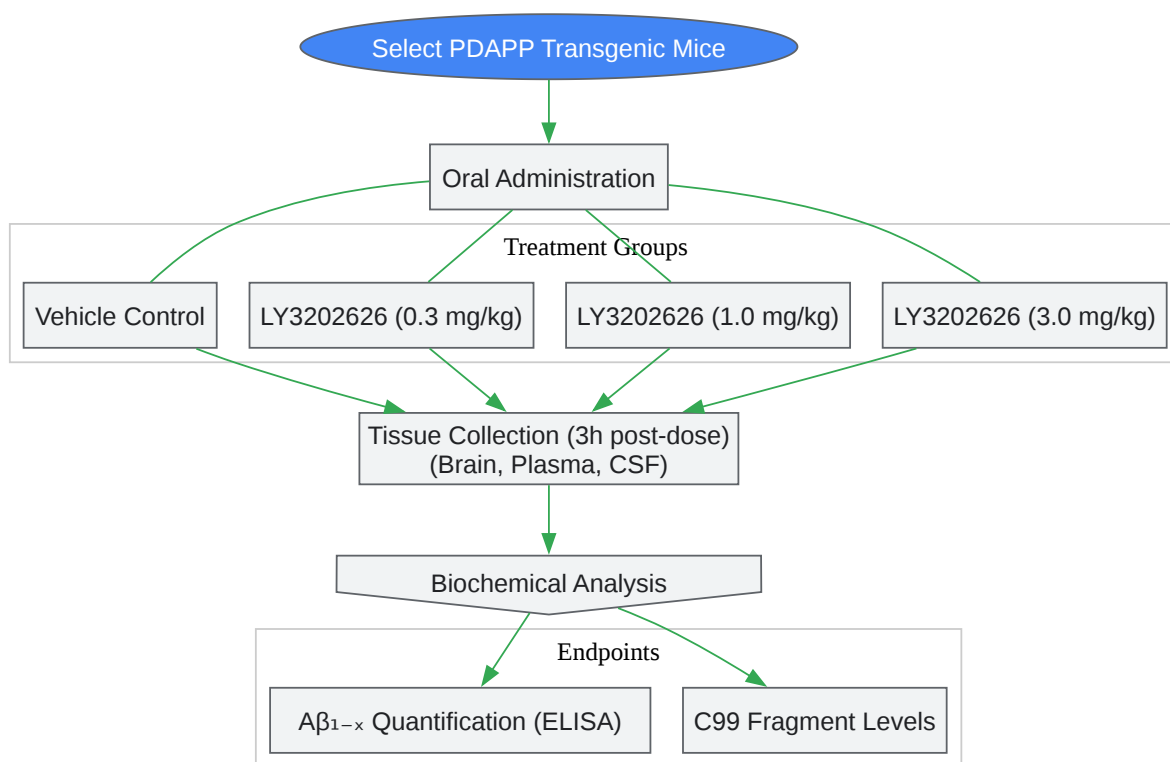 Select PDAPP Transgenic Mice
Oral Administration
Treatment Groups
Vehicle Control
LY3202626 (0.3 mg/kg)
LY3202626 (1.0 mg/kg)
LY3202626 (3.0 mg/kg)
Tissue Collection (3h post-dose)
(Brain, Plasma, CSF)
Biochemical Analysis
Endpoints
Aβ₁₋ₓ Quantification (ELISA)
C99 Fragment Levels